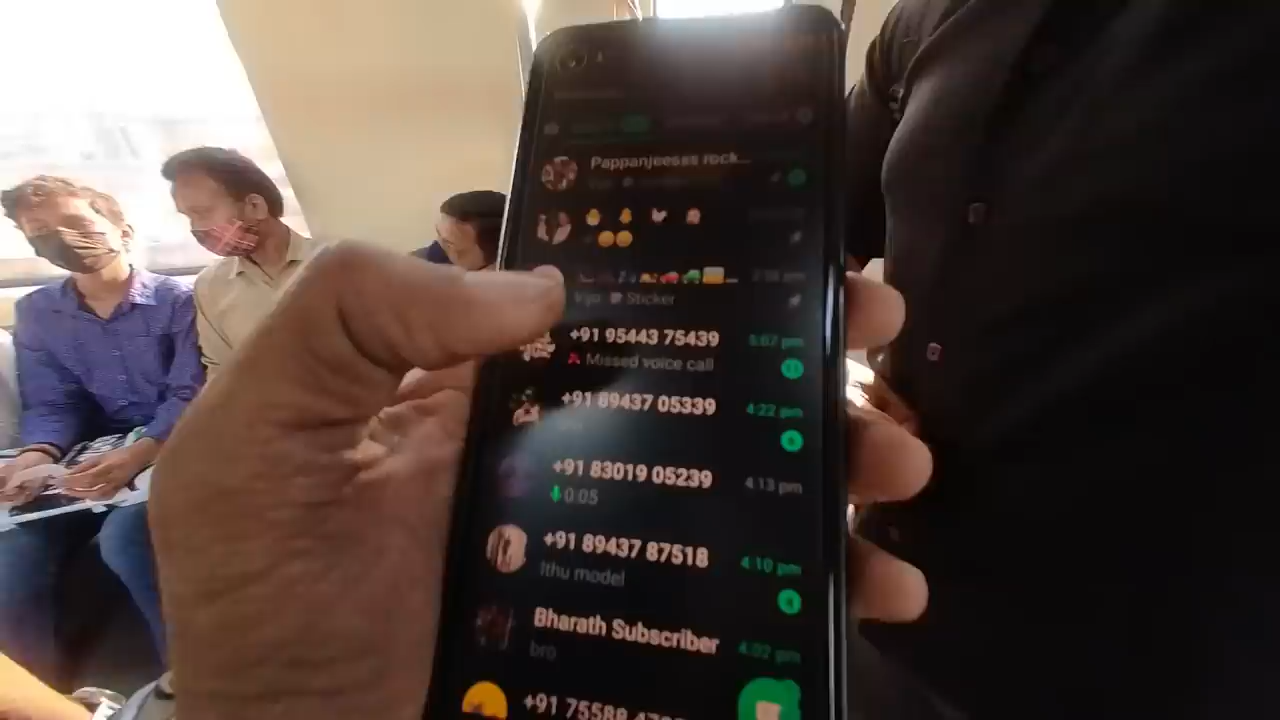 Pappanjeesss rock...
Sticker
+91 95443 75439
5:07 pm
Missed voice call
+91 89437 05339
4:22 pm
+91 83019 05239
4:13 pm
0:05
+91 89437 87518
4:10 pm
Ithu model
4
Bharath Subscriber
4:02 pm
bro
+91 75588